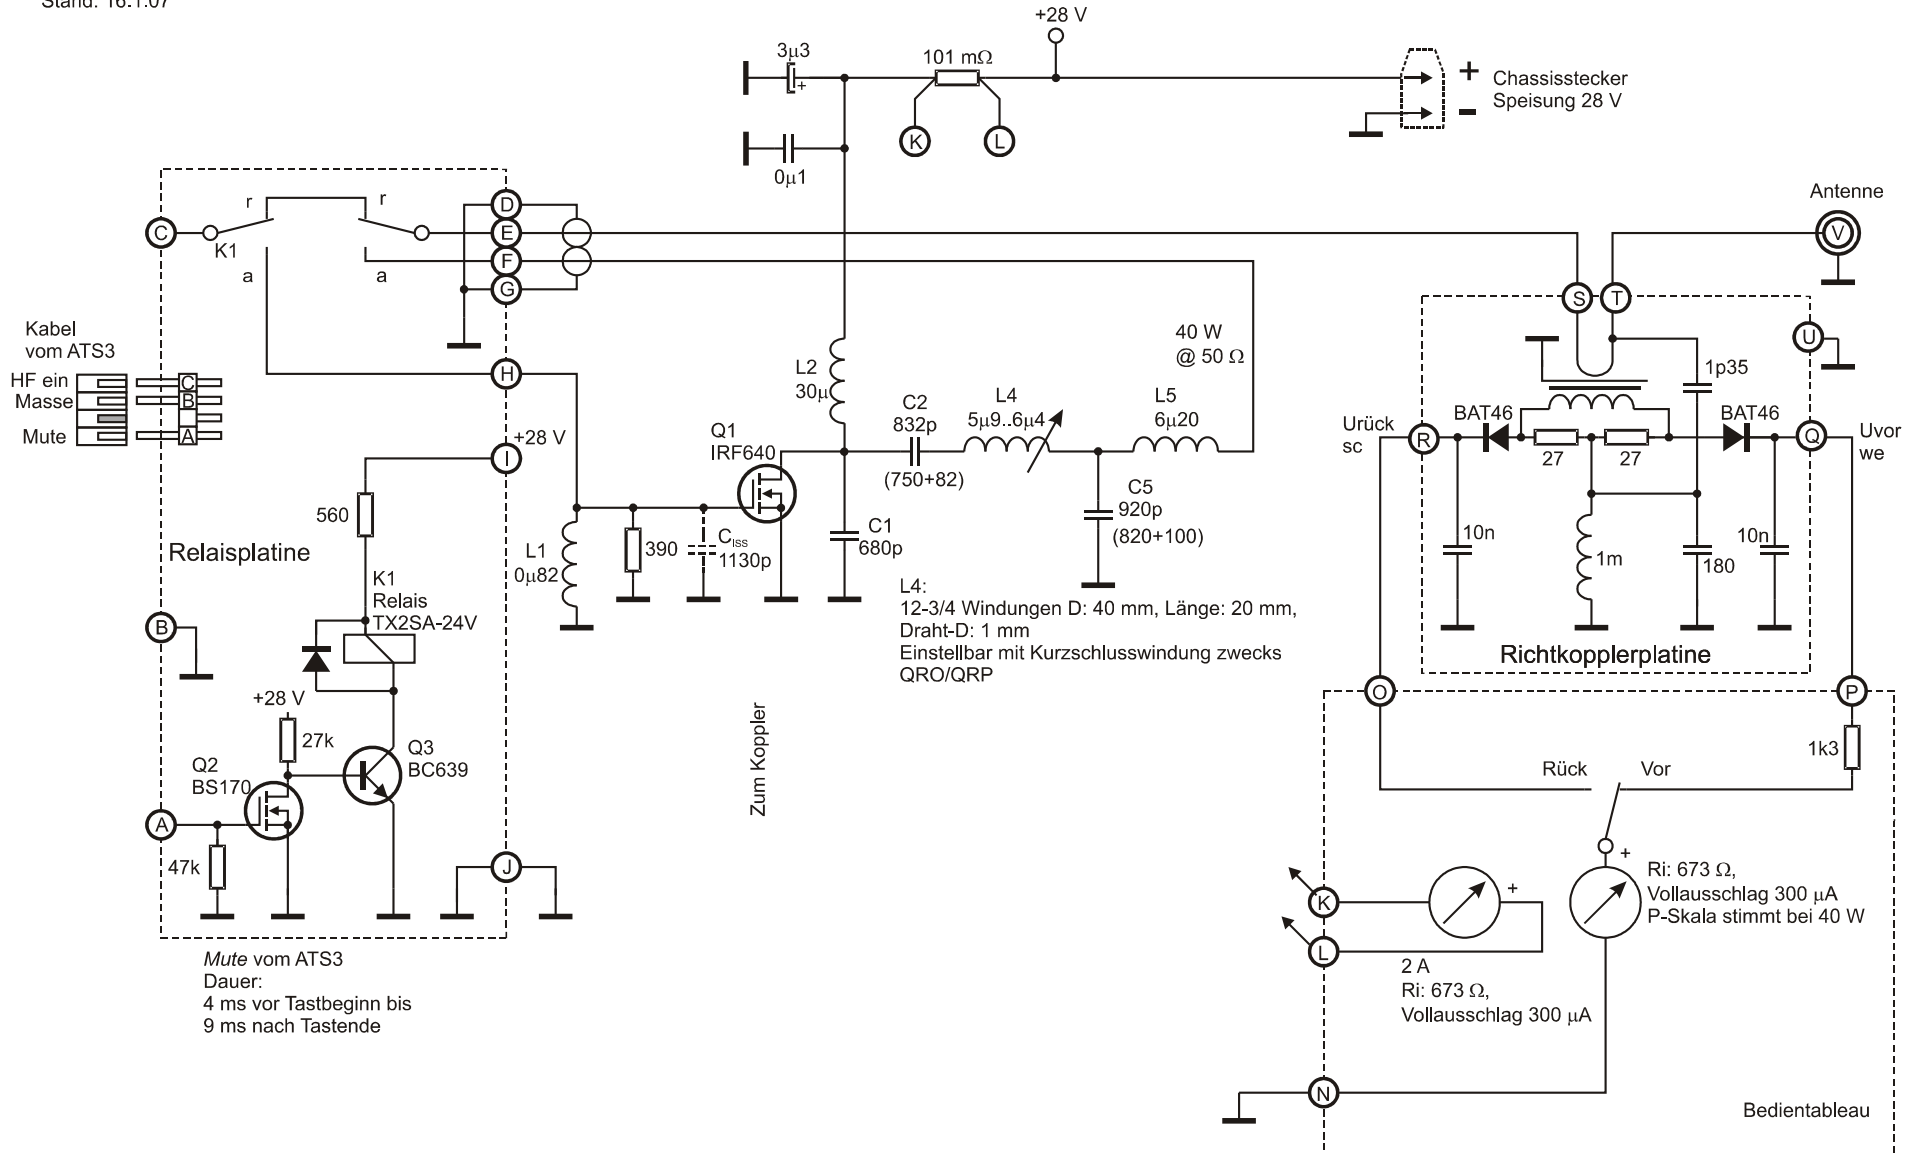 Stand: 16.1.07
+28 V
3µ3
+
101 mΩ
K
L
0µ1
+
-
Chassisstecker
Speisung 28 V
Antenne
V
r
r
D
E
F
G
C
K1
a
a
S
T
U
Kabel
vom ATS3
HF ein
Masse
Mute
C
B
A
H
+28 V
I
40 W
@ 50 Ω
L2
30µ
C2
832p
(750+82)
L4
5µ9..6µ4
L5
6µ20
1p35
Urück
sc
R
BAT46
BAT46
27
27
Q
Uvor
we
Q1
IRF640
560
Relaisplatine
L1
0µ82
390
CISS
1130p
C1
680p
C5
920p
(820+100)
10n
1m
180
10n
L4:
12-3/4 Windungen D: 40 mm, Länge: 20 mm,
Draht-D: 1 mm
Einstellbar mit Kurzschlusswindung zwecks
QRO/QRP
Richtkopplerplatine
K1
Relais
TX2SA-24V
B
+28 V
27k
Q2
BS170
Q3
BC639
A
47k
J
Zum Koppler
O
P
1k3
Rück
Vor
+
Ri: 673 Ω,
Vollausschlag 300 µA
P-Skala stimmt bei 40 W
K
L
+
2 A
Ri: 673 Ω,
Vollausschlag 300 µA
Mute vom ATS3
Dauer:
4 ms vor Tastbeginn bis
9 ms nach Tastende
N
Bedientableau